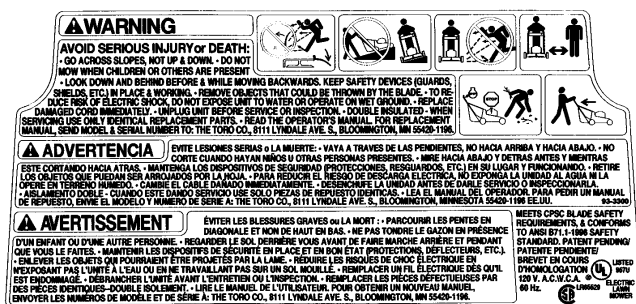 WARNING
AVOID SERIOUS INJURY or DEATH:
• GO ACROSS SLOPES, NOT UP & DOWN. • DO NOT
MOW WHEN CHILDREN OR OTHERS ARE PRESENT
• LOOK DOWN AND BEHIND BEFORE & WHILE MOVING BACKWARDS. KEEP SAFETY DEVICES (GUARDS,
SHIELDS, ETC.) IN PLACE & WORKING. • REMOVE OBJECTS THAT COULD BE THROWN BY THE BLADE. • TO RE-
DUCE RISK OF ELECTRIC SHOCK, DO NOT EXPOSE UNIT TO WATER OR OPERATE ON WET GROUND. • REPLACE
DAMAGED CORD IMMEDIATELY. • UNPLUG UNIT BEFORE SERVICE OR INSPECTION. • DOUBLE INSULATED - WHEN
SERVICING USE ONLY IDENTICAL REPLACEMENT PARTS. • READ THE OPERATOR'S MANUAL. FOR REPLACEMENT
MANUAL, SEND MODEL & SERIAL NUMBER TO: THE TORO CO., 8111 LYNDALE AVE. S., BLOOMINGTON, MN 55420-1196.
STOP
ADVERTENCIA
EVITE LESIONES SERIAS o LA MUERTE: • VAYA A TRAVES DE LAS PENDIENTES, NO HACIA ARRIBA Y HACIA ABAJO. • NO
CORTE CUANDO HAYAN NIÑOS U OTRAS PERSONAS PRESENTES. • MIRE HACIA ABAJO Y DETRAS ANTES Y MIENTRAS
ESTE CORTANDO HACIA ATRAS. • MANTENGA LOS DISPOSITIVOS DE SEGURIDAD (PROTECCIONES, RESGUARDOS, ETC.) EN SU LUGAR Y FUNCIONANDO. • RETIRE
LOS OBJETOS QUE PUEDAN SER ARROJADOS POR LA HOJA. • PARA REDUCIR EL RIESGO DE DESCARGA ELECTRICA, NO EXPONGA LA UNIDAD AL AGUA NI LA
OPERE EN TERRENO HUMEDO. • CAMBIE EL CABLE DAÑADO INMEDIATAMENTE. • DESENCHUFE LA UNIDAD ANTES DE DARLE SERVICIO O INSPECCIONARLA.
• AISLAMIENTO DOBLE - CUANDO ESTE DANDO SERVICIO USE SOLO PIEZAS DE REPUESTO IDENTICAS. • LEA EL MANUAL DEL OPERADOR. PARA PEDIR UN MANUAL
DE REPUESTO, ENVIE EL MODELO Y NUMERO DE SERIE A: THE TORO CO., 8111 LYNDALE AVE. S., BLOOMINGTON, MINNESOTA 55420-1196 EE.UU.
93-3300
AVERTISSEMENT
ÉVITER LES BLESSURES GRAVES ou LA MORT : • PARCOURIR LES PENTES EN
DIAGONALE ET NON DE HAUT EN BAS. • NE PAS TONDRE LE GAZON EN PRÉSENCE
D'UN ENFANT OU D'UNE AUTRE PERSONNE. • REGARDER LE SOL DERRIÈRE VOUS AVANT DE FAIRE MARCHE ARRIÈRE ET PENDANT
QUE VOUS LE FAITES. • MAINTENIR LES DISPOSITIFS DE SÉCURITÉ EN PLACE ET EN BON ÉTAT (PROTECTIONS, DÉFLECTEURS, ETC.).
• ENLEVER LES OBJETS QUI POURRAIENT ÊTRE PROJETÉS PAR LA LAME. • RÉDUIRE LES RISQUES DE CHOC ÉLECTRIQUE EN
N'EXPOSANT PAS L'UNITÉ À L'EAU OU EN NE TRAVAILLANT PAS SUR UN SOL MOUILLÉ. • REMPLACER UN FIL ÉLECTRIQUE DÈS QU'IL
EST ENDOMMAGÉ. • DÉBRANCHER L'UNITÉ AVANT L'ENTRETIEN OU L'INSPECTION. • REMPLACER LES PIÈCES DÉFECTUEUSES PAR
DES PIÈCES IDENTIQUES-DOUBLE ISOLEMENT. • LIRE LE MANUEL DE L'UTILISATEUR. POUR OBTENIR UN NOUVEAU MANUEL,
ENVOYER LES NUMÉROS DE MODÈLE ET DE SÉRIE À: THE TORO CO., 8111 LYNDALE AVE. S., BLOOMINGTON, MN 55420-1196.
MEETS CPSC BLADE SAFETY
REQUIREMENTS, & CONFORMS
TO ANSI B71.1-1996 SAFETY
STANDARD. PATENT PENDING/
PATENTE PENDIENTE/
BREVET EN COURS
D'HOMOLOGATION
120 V. A.C./W.C.A.
60 Hz.
LR65629
UL
LISTED
957U
ELECTRIC
LAWN
MOWER